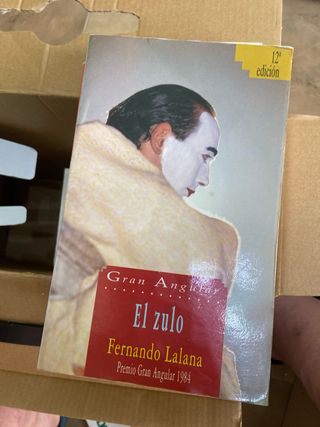 12ª
edición
Gran Angular
El zulo
Fernando Lalana
Premio Gran Angular 1984